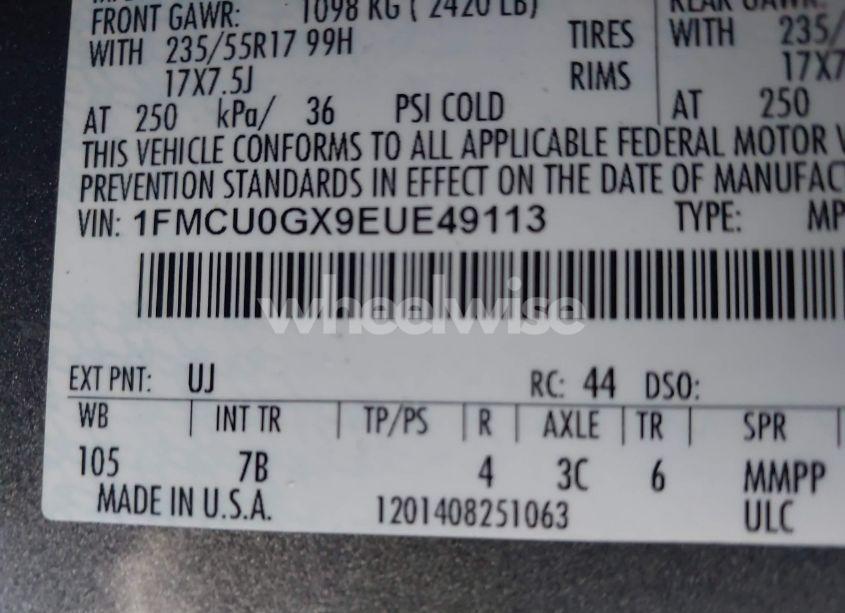 FRONT GAWR: 1098 KG ( 2420 LB)
WITH 235/55R17 99H TIRES WITH 235/
17X7.5J RIMS 17X7
AT 250 kPa/ 36 PSI COLD AT 250
THIS VEHICLE CONFORMS TO ALL APPLICABLE FEDERAL MOTOR V
PREVENTION STANDARDS IN EFFECT ON THE DATE OF MANUFAC
VIN: 1FMCU0GX9EUE49113 TYPE: MP
wheelwise
EXT PNT: UJ RC: 44 DSO:
WB INT TR TP/PS R AXLE TR SPR
105 7B 4 3C 6 MMPP
MADE IN U.S.A. 1201408251063 ULC